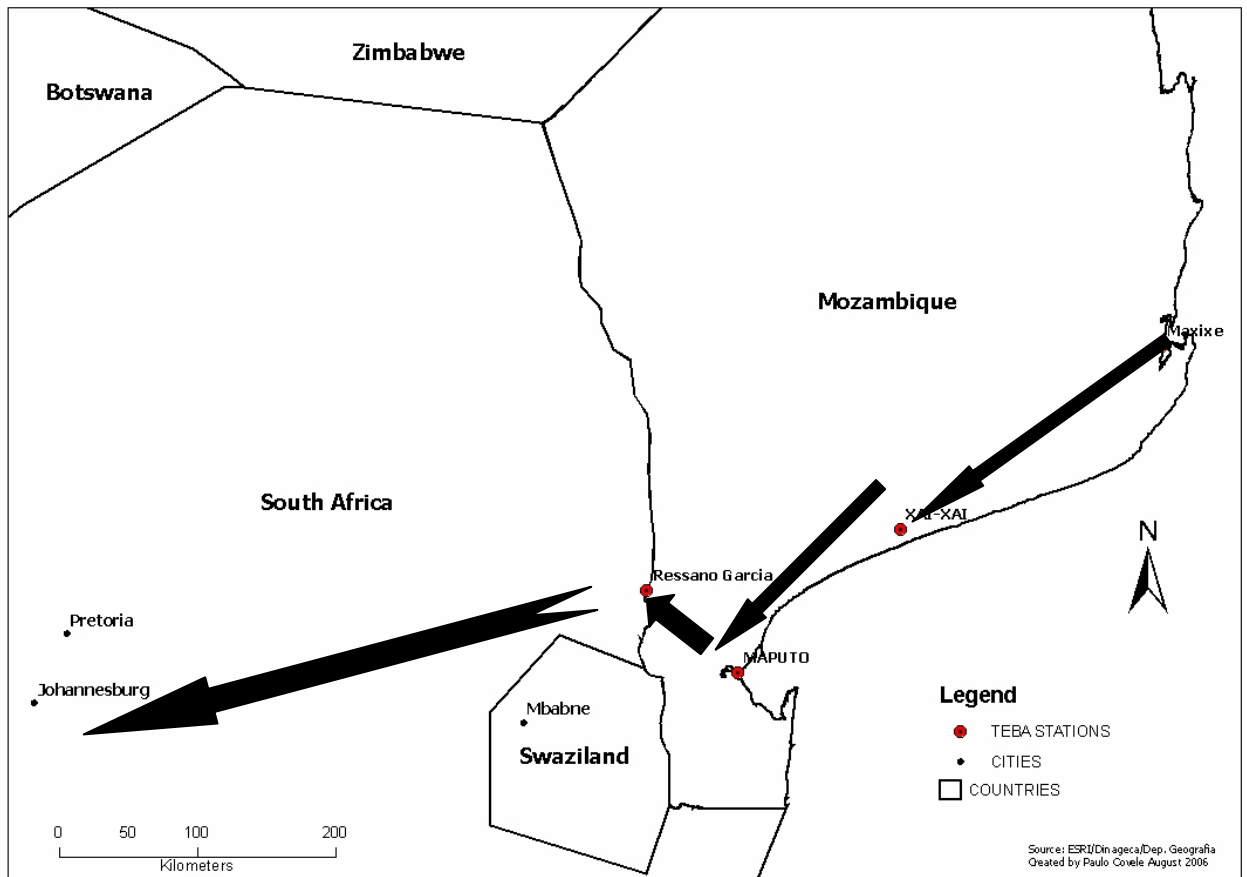 Zimbabwe
Botswana
Mozambique
Maxixe
South Africa
XAI-XAI
N
Ressano Garcia
Pretoria
MAPUTO
Johannesburg
Mbabne
Swaziland
Legend
TEBA STATIONS
CITIES
COUNTRIES
0 50 100 200
Kilometers
Source: ESRI/Dinageca/Dep. Geografia
Created by Paulo Covele August 2006